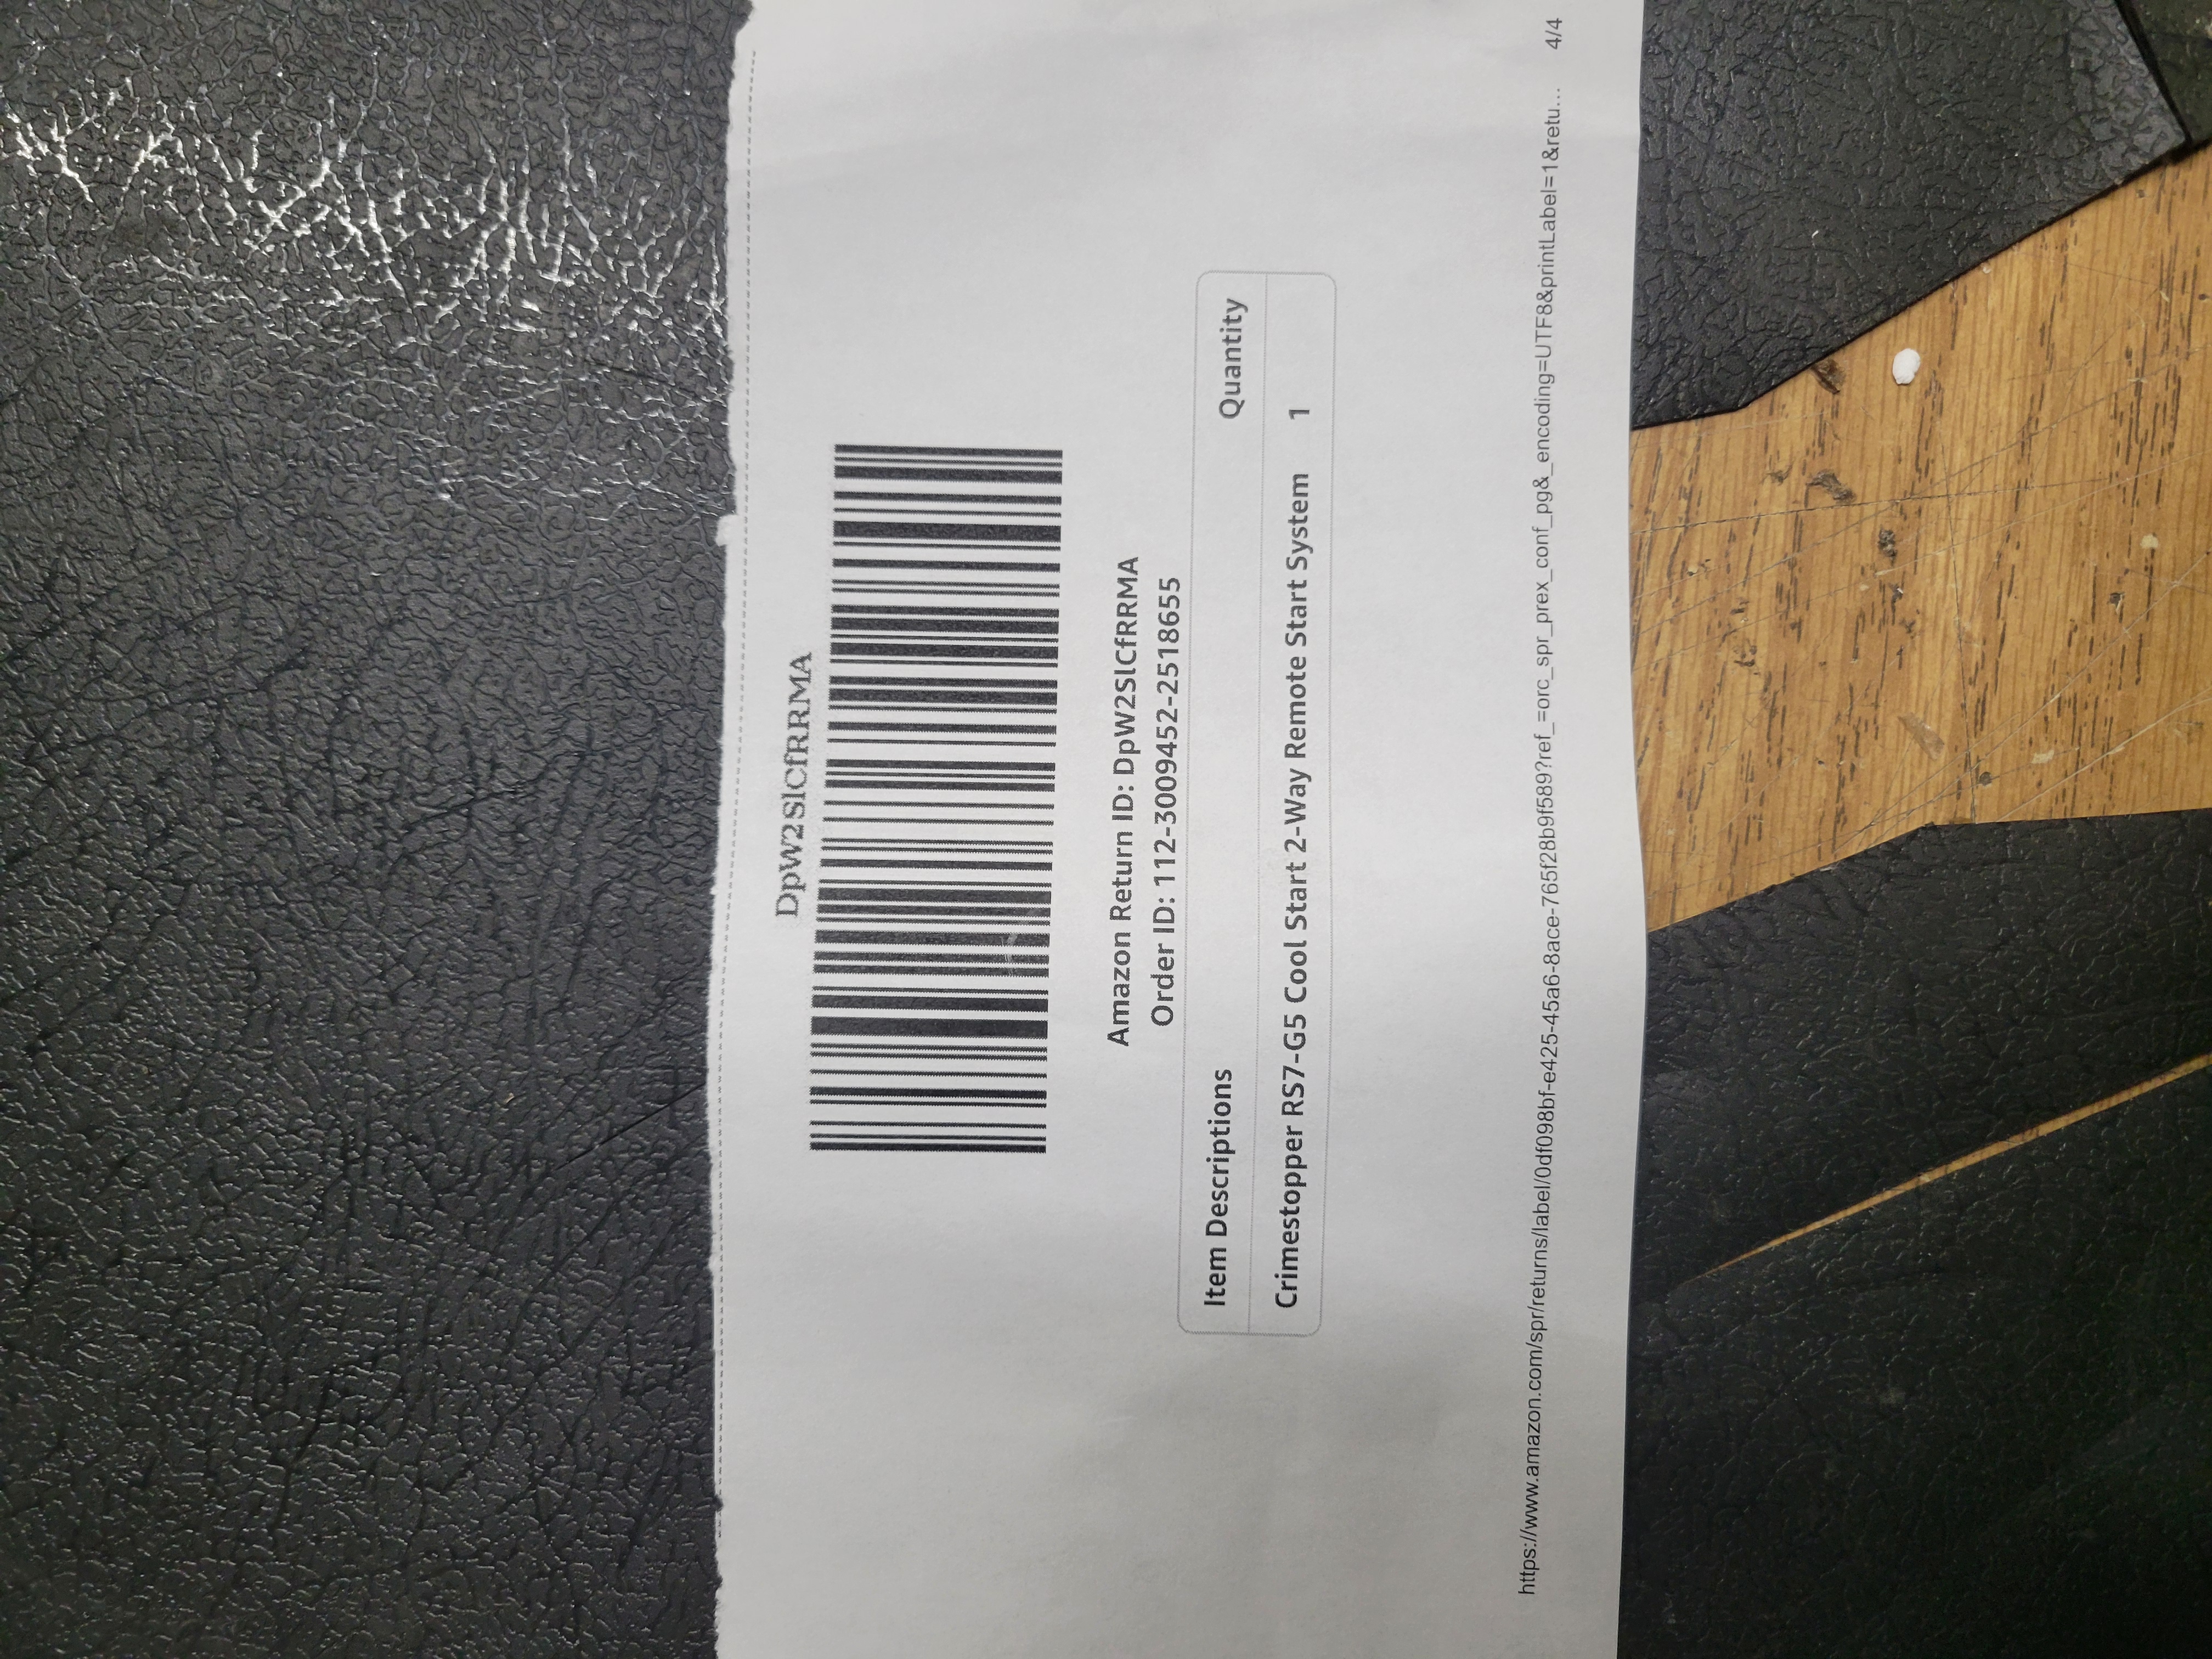 DpW2SlCfRRMA
Amazon Return ID: DpW2SlCfRRMA
Order ID: 112-3009452-2518655
Item Descriptions Quantity
Crimestopper RS7-G5 Cool Start 2-Way Remote Start System 1
https://www.amazon.com/spr/returns/label/0df098bf-e425-45a6-8ace-765f28b9f589?ref_=orc_spr_prex_conf_pg&_encoding=UTF8&printLabel=1&retu... 4/4